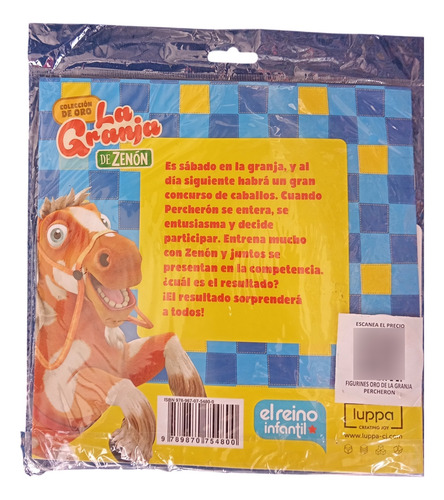 COLECCIÓN
DE ORO
La
Granja
DE ZENÓN
Es sábado en la granja, y al
día siguiente habrá un gran
concurso de caballos. Cuando
Percherón se entera, se
entusiasma y decide
participar. Entrena mucho
con Zenón y juntos se
presentan en la competencia.
¿cuál es el resultado?
¡El resultado sorprenderá
a todos!
ESCANEA EL PRECIO
FIGURINES ORO DE LA GRANJA
PERCHERON
9 789870 754800
el reino
infantil
luppa
CREATING JOY
www.luppa-ci.com